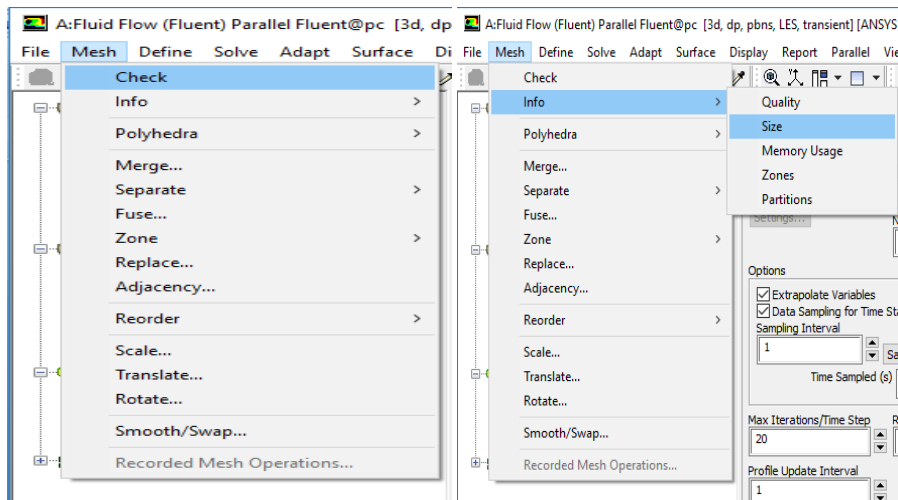 A:Fluid Flow (Fluent) Parallel Fluent@pc [3d, dp
File Mesh Define Solve Adapt Surface Di
Check
Info
Polyhedra
Merge...
Separate
Fuse...
Zone
Replace...
Adjacency...
Reorder
Scale...
Translate...
Rotate...
Smooth/Swap...
Recorded Mesh Operations...
A:Fluid Flow (Fluent) Parallel Fluent@pc [3d, dp, pbns, LES, transient] [ANSYS
File Mesh Define Solve Adapt Surface Display Report Parallel Vie
Check
Info
Polyhedra
Merge...
Separate
Fuse...
Zone
Replace...
Adjacency...
Reorder
Scale...
Translate...
Rotate...
Smooth/Swap...
Recorded Mesh Operations...
Quality
Size
Memory Usage
Zones
Partitions
Settings...
Options
Extrapolate Variables
Data Sampling for Time Sta
Sampling Interval
1
Sa
Time Sampled (s)
Max Iterations/Time Step R
20
Profile Update Interval
1